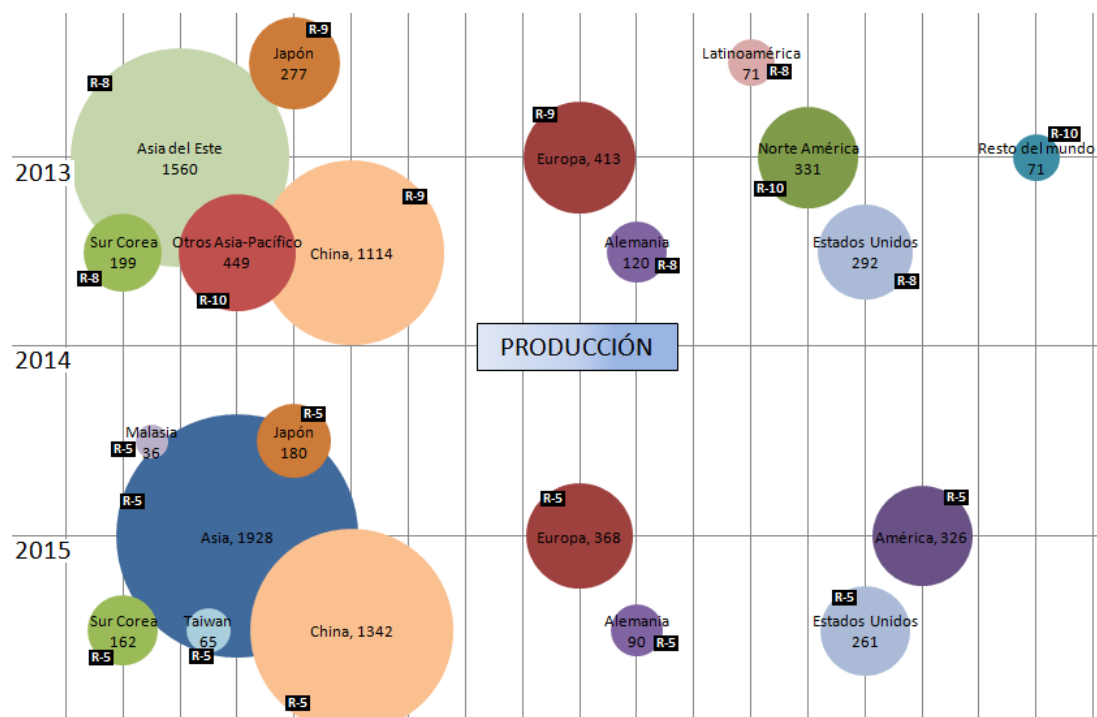 R-9
Japón
277
Latinoamérica
71
R-8
R-8
R-9
R-10
Asia del Este
1560
Europa, 413
Norte América
331
Resto del mundo
71
2013
R-10
R-9
Sur Corea
199
Otros Asia-Pacífico
449
China, 1114
Alemania
120
Estados Unidos
292
R-8
R-10
R-8
R-8
PRODUCCIÓN
2014
R-5
Malasia
36
R-5
Japón
180
R-5
R-5
R-5
Asia, 1928
Europa, 368
América, 326
2015
R-5
Sur Corea
162
Taiwan
65
China, 1342
Alemania
90
Estados Unidos
261
R-5
R-5
R-5
R-5